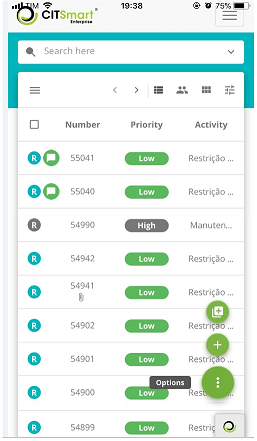 TIM 19:38 75%
CITSmart
Enterprise
Search here
Number Priority Activity
R 55041 Low Restrição ...
R 55040 Low Restrição ...
R 54990 High Manuten...
R 54942 Low Restrição ...
R 54941 Low Restrição ...
R 54902 Low Restrição ...
R 54901 Low Restrição ...
R 54900 Low Restrição ...
Options
R 54899 Low Restrição ...